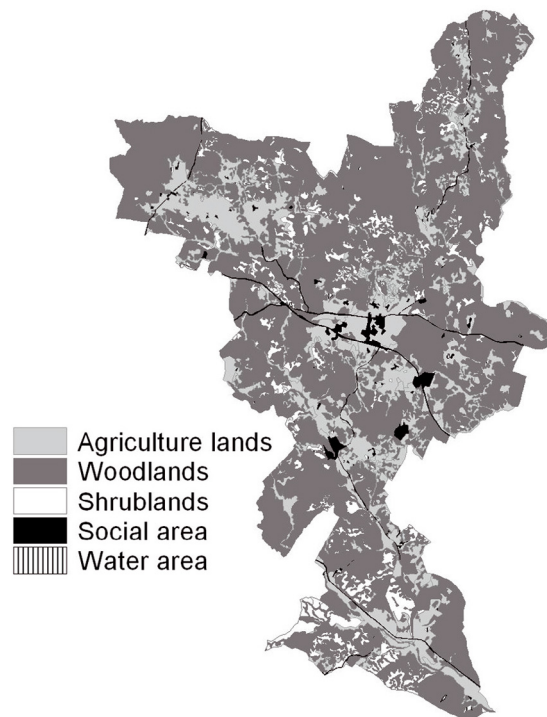 Agriculture lands
Woodlands
Shrublands
Social area
Water area